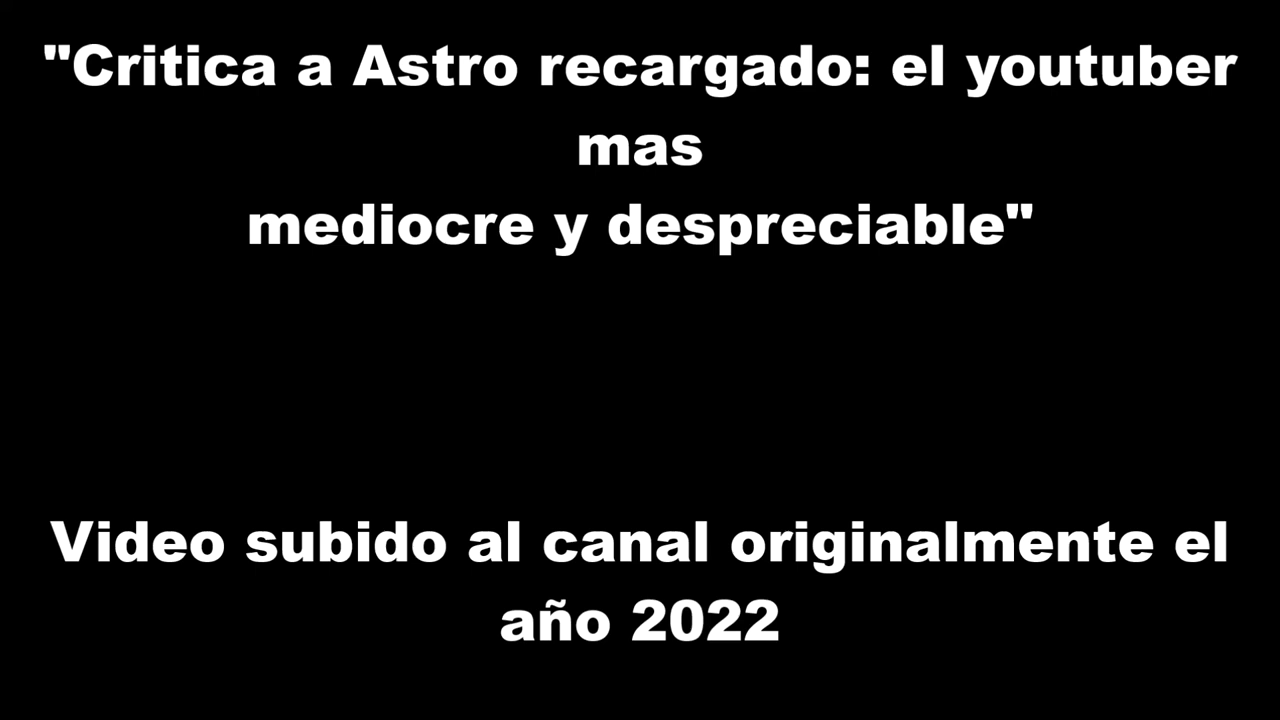 "Critica a Astro recargado: el youtuber
mas
mediocre y despreciable"
Video subido al canal originalmente el
año 2022